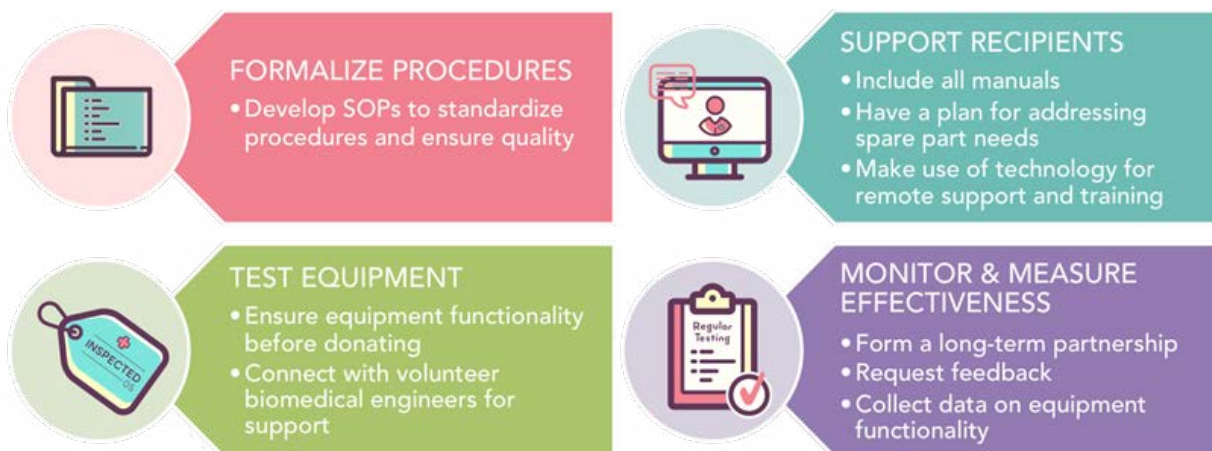 FORMALIZE PROCEDURES
• Develop SOPs to standardize
procedures and ensure quality
SUPPORT RECIPIENTS
• Include all manuals
• Have a plan for addressing
spare part needs
• Make use of technology for
remote support and training
TEST EQUIPMENT
• Ensure equipment functionality
before donating
• Connect with volunteer
biomedical engineers for
support
INSPECTED
05
MONITOR & MEASURE
EFFECTIVENESS
• Form a long-term partnership
• Request feedback
• Collect data on equipment
functionality
Regular
Testing